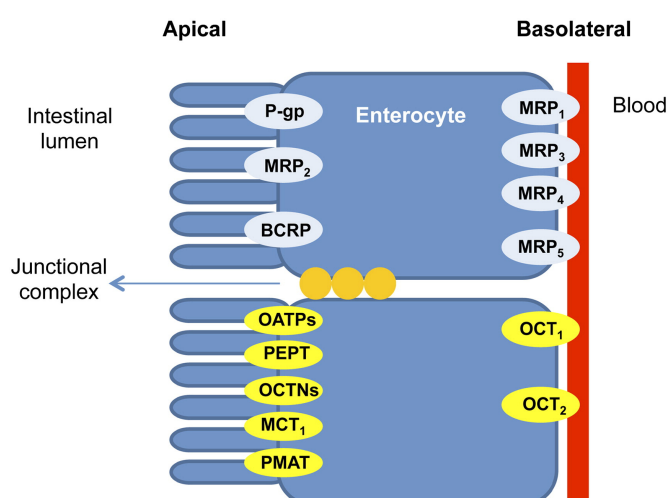 Apical
Basolateral
Intestinal
lumen
P-gp
MRP₂
BCRP
Enterocyte
MRP₁
MRP₃
MRP₄
MRP₅
Blood
Junctional
complex
OATPs
PEPT
OCTNs
MCT₁
PMAT
OCT₁
OCT₂